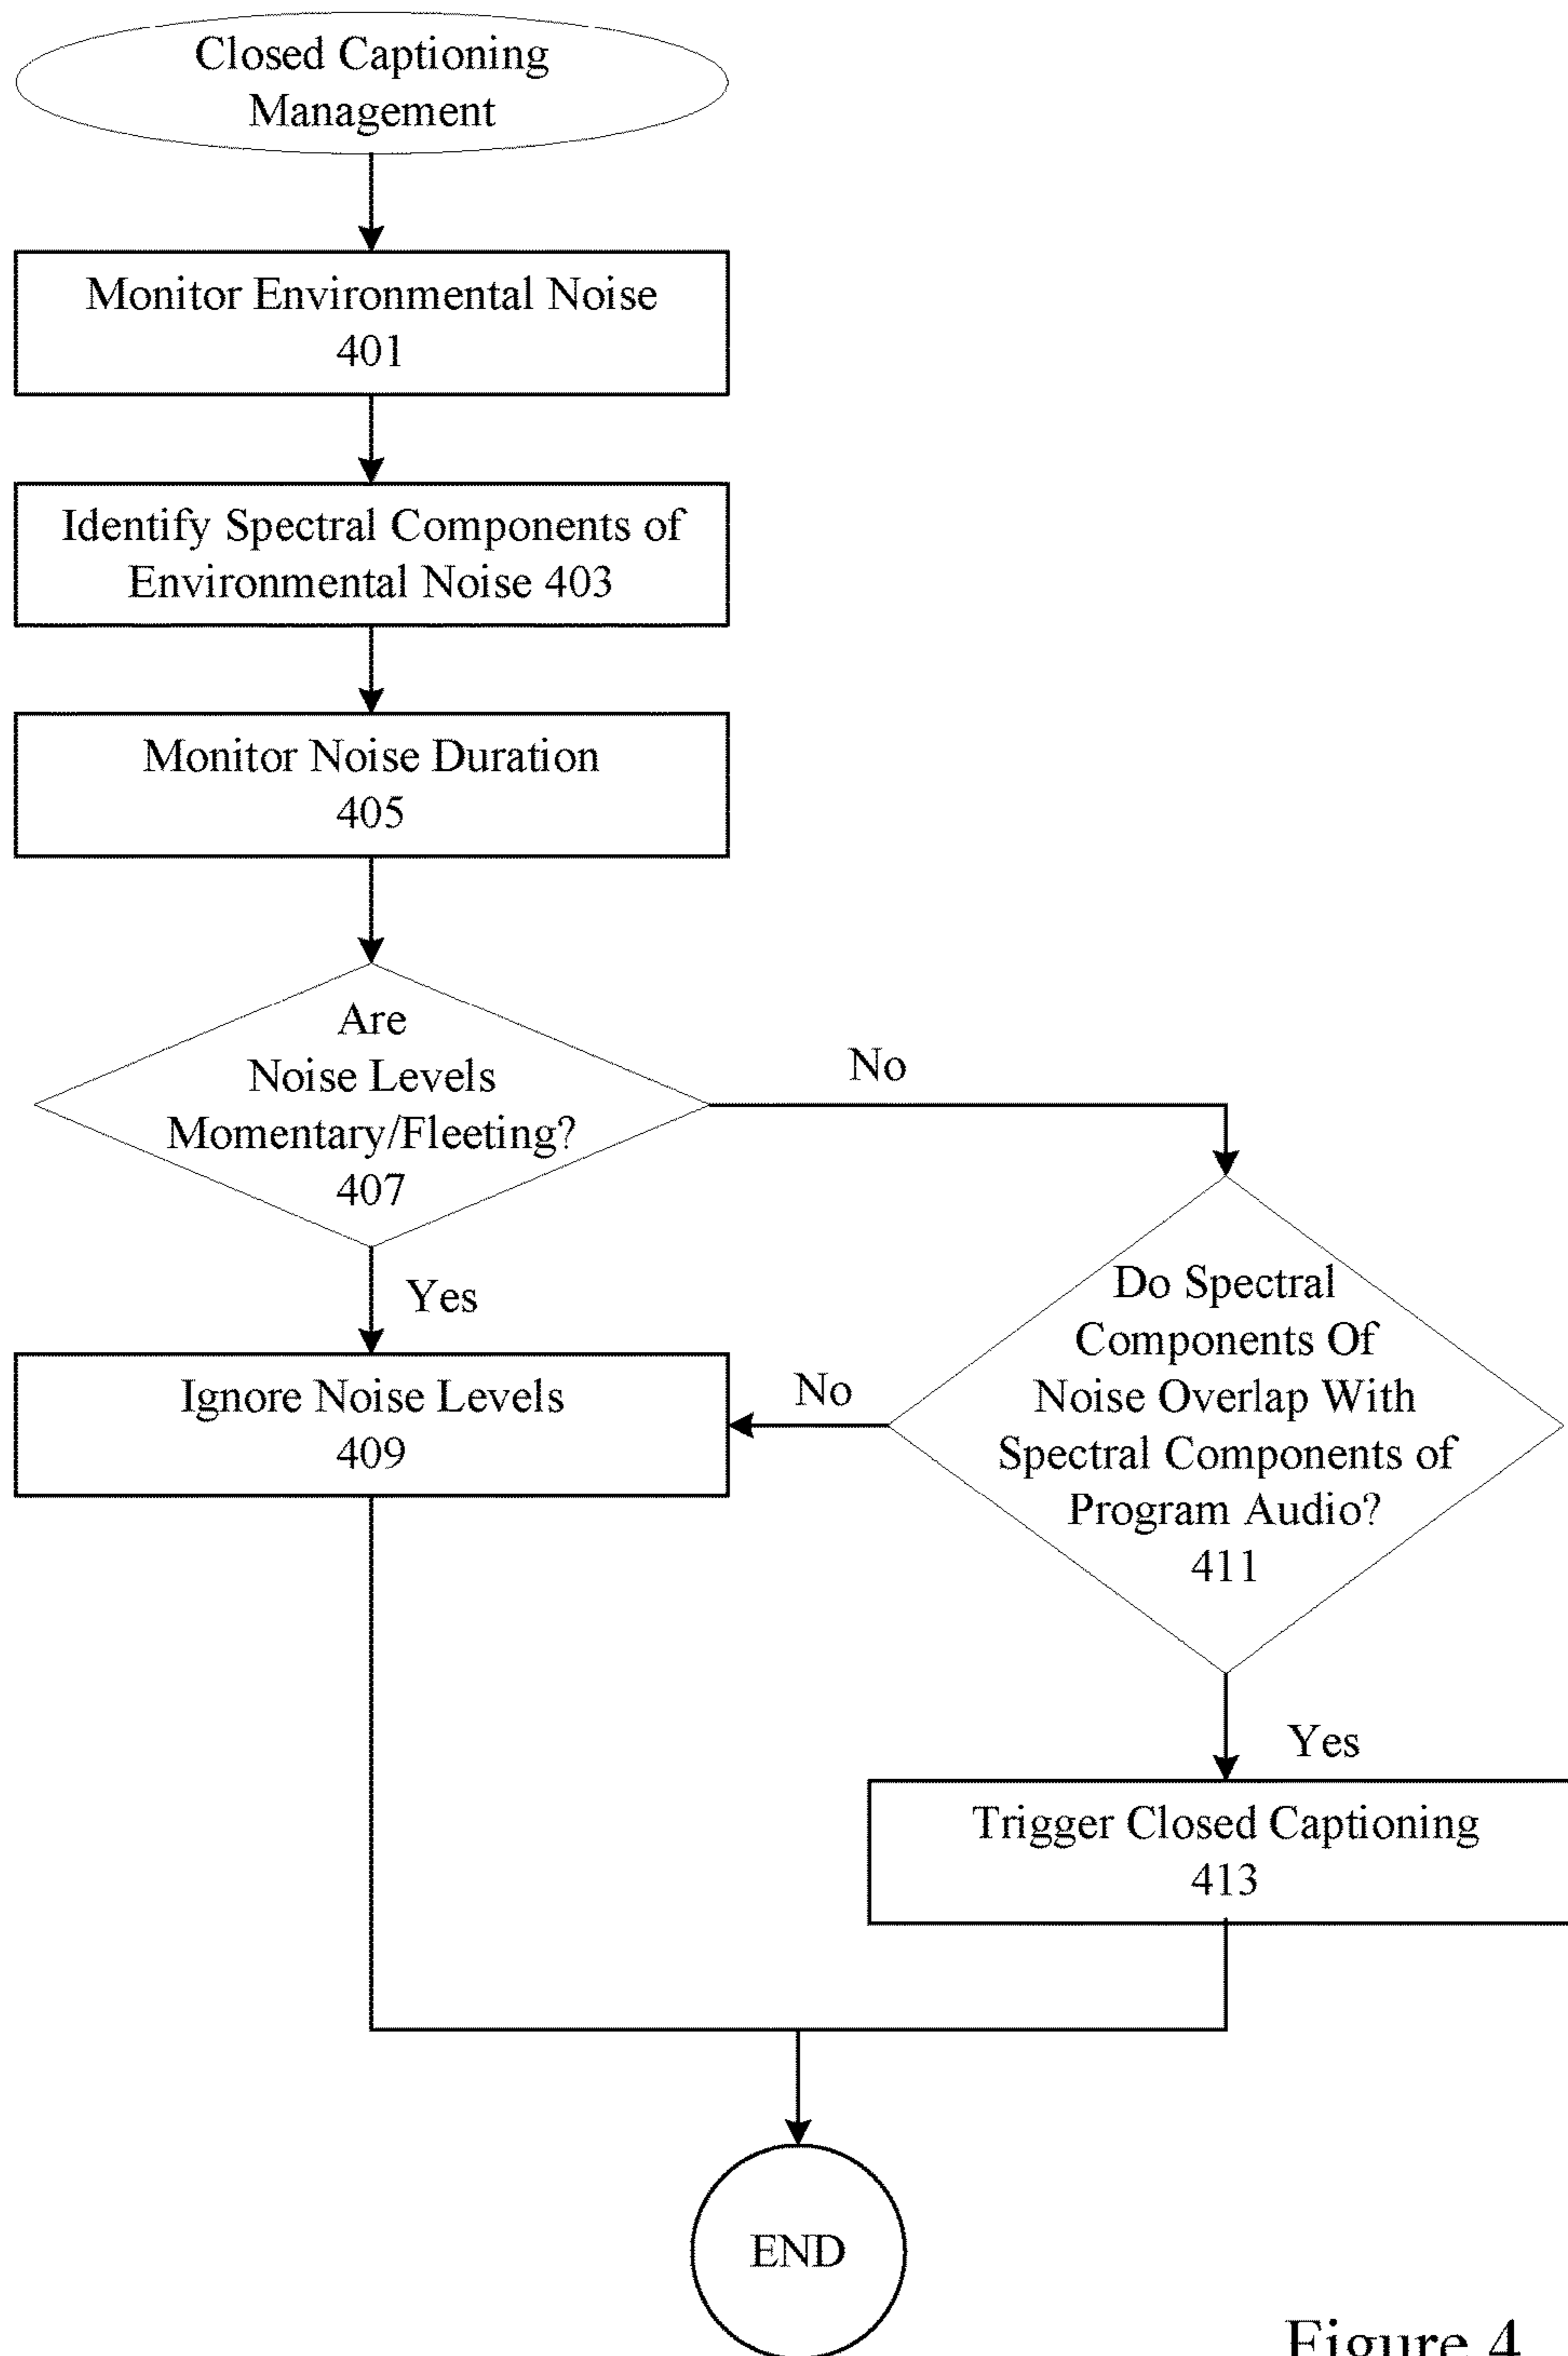 Closed Captioning
Management
Monitor Environmental Noise
401
Identify Spectral Components of
Environmental Noise 403
Monitor Noise Duration
405
Are
Noise Levels
Momentary/Fleeting?
407
No
Yes
Do Spectral
Components Of
Noise Overlap With
Spectral Components of
Program Audio?
411
No
Ignore Noise Levels
409
Yes
Trigger Closed Captioning
413
END
Figure 4